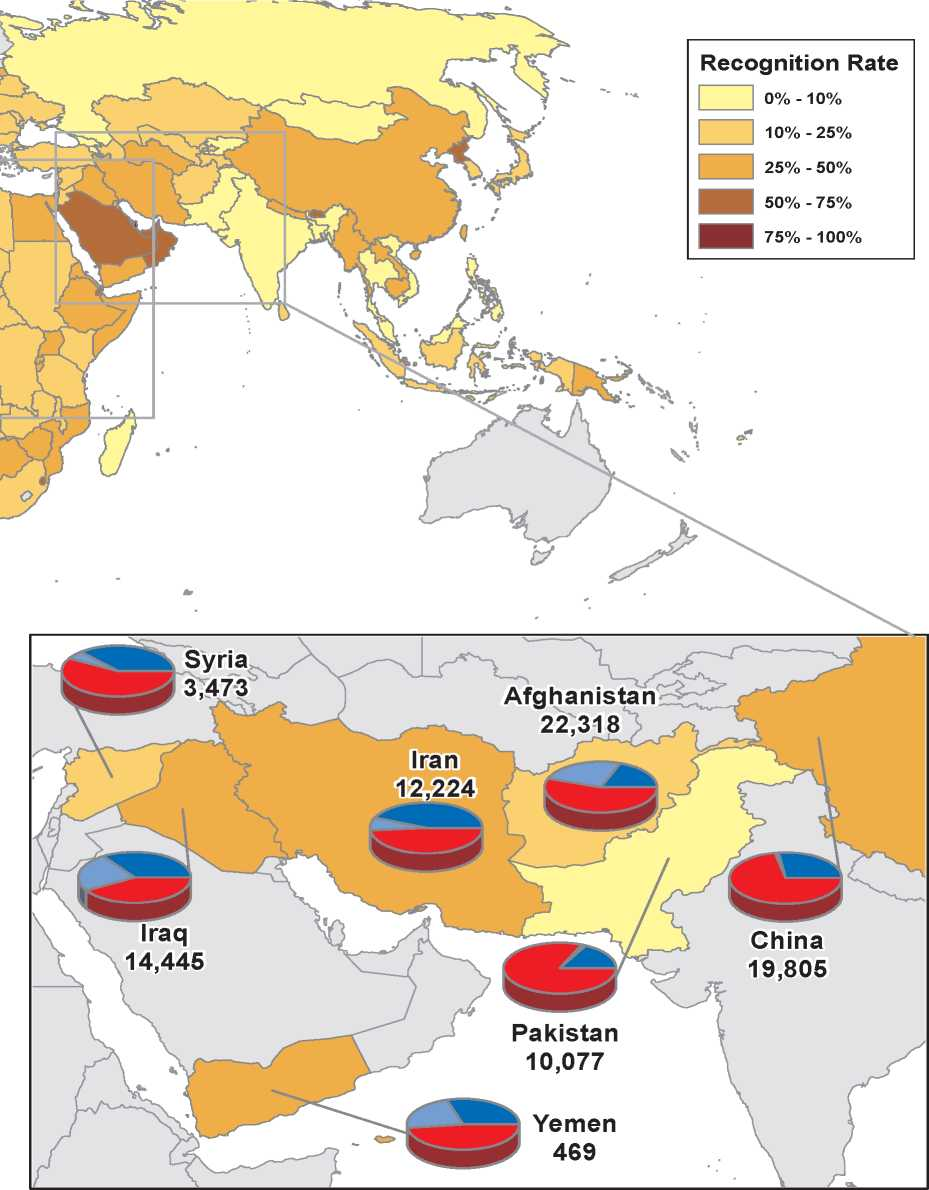 Recognition Rate
0% - 10%
10% - 25%
25% - 50%
50% - 75%
75% - 100%
Syria
3,473
Afghanistan
22,318
Iran
12,224
Iraq
14,445
China
19,805
Pakistan
10,077
Yemen
469